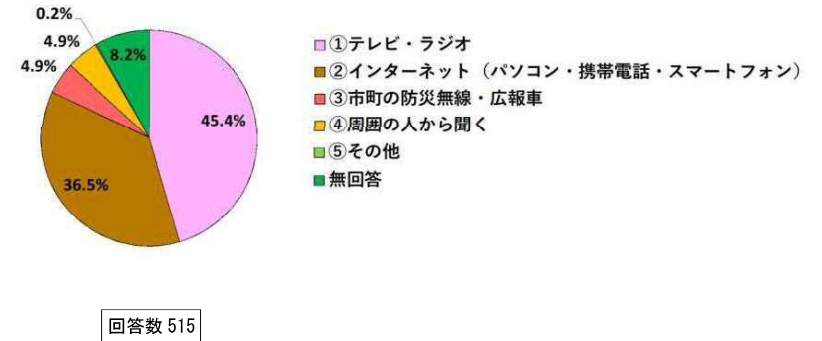 0.2%
4.9%
4.9%
8.2%
45.4%
36.5%
①テレビ・ラジオ
②インターネット（パソコン・携帯電話・スマートフォン）
③市町の防災無線・広報車
④周囲の人から聞く
⑤その他
無回答
回答数 515